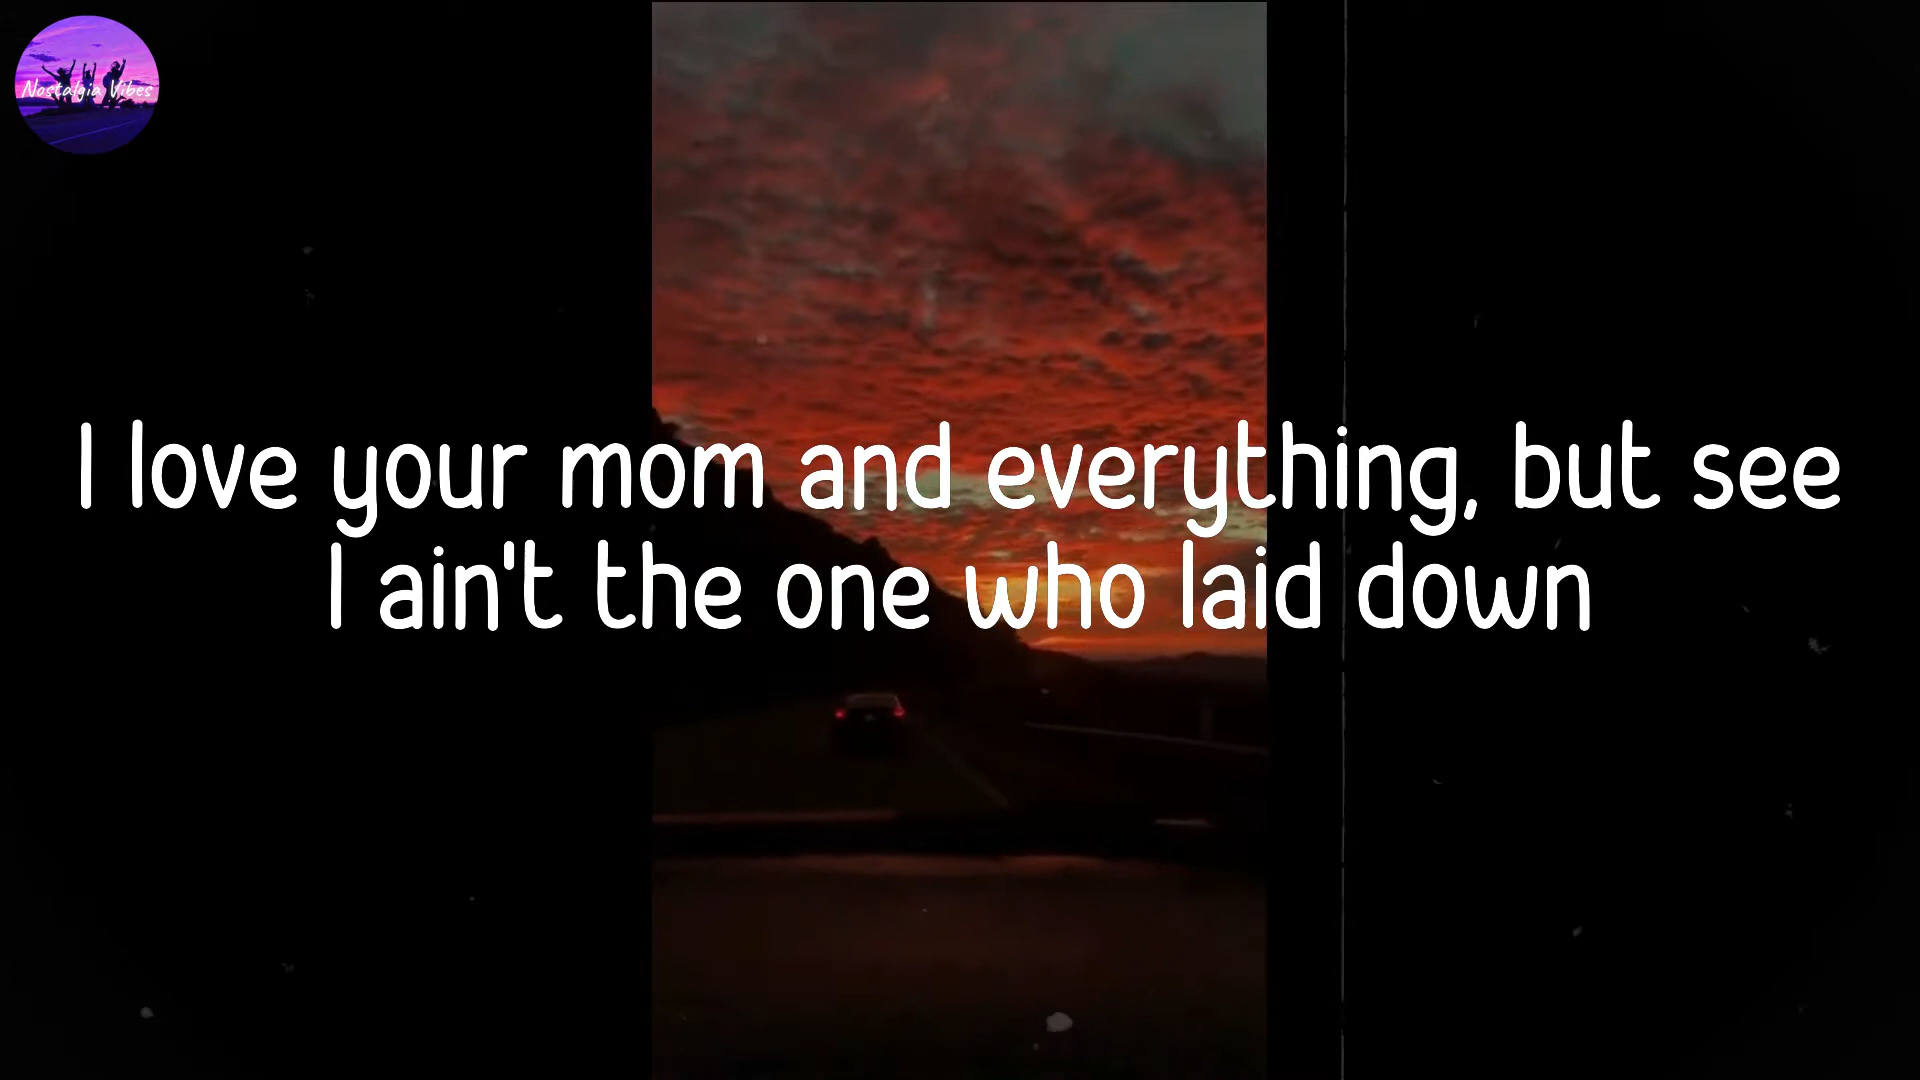 Nostalgia Vibes
I love your mom and everything, but see
I ain't the one who laid down